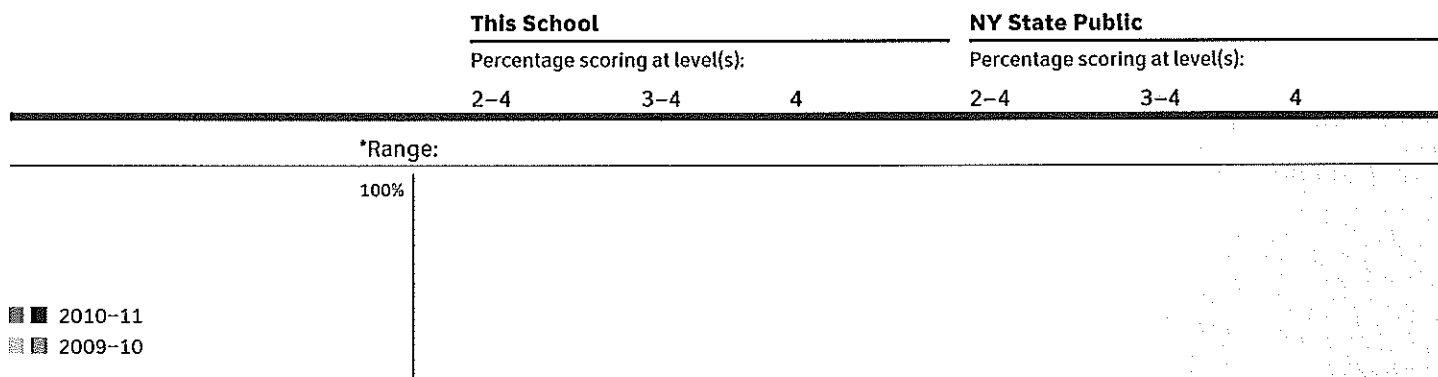 This School NY State Public
Percentage scoring at level(s): Percentage scoring at level(s):
2–4 3–4 4 2–4 3–4 4
*Range:
100%
2010–11
2009–10